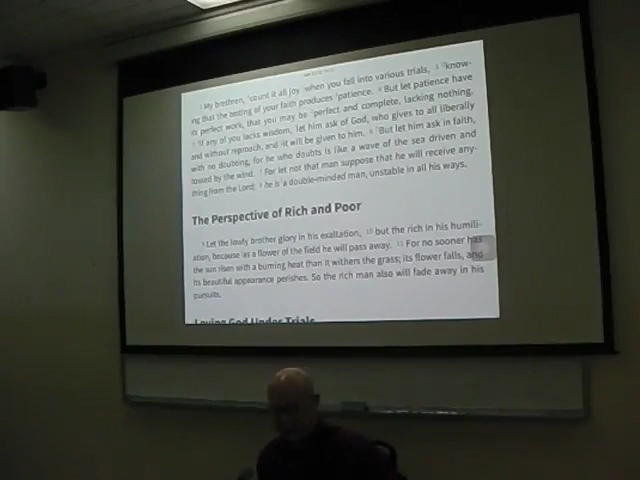 2 My brethren, count it all joy when you fall into various trials, 3 know-
ing that the testing of your faith produces patience. 4 But let patience have
its perfect work, that you may be perfect and complete, lacking nothing.
5 If any of you lacks wisdom, let him ask of God, who gives to all liberally
and without reproach, and it will be given to him. 6 But let him ask in faith,
with no doubting, for he who doubts is like a wave of the sea driven and
tossed by the wind. 7 For let not that man suppose that he will receive any-
thing from the Lord; 8 he is a double-minded man, unstable in all his ways.
The Perspective of Rich and Poor
9 Let the lowly brother glory in his exaltation, 10 but the rich in his humili-
ation, because as a flower of the field he will pass away. 11 For no sooner has
the sun risen with a burning heat than it withers the grass; its flower falls, and
its beautiful appearance perishes. So the rich man also will fade away in his
pursuits.
Loving God Under Trials